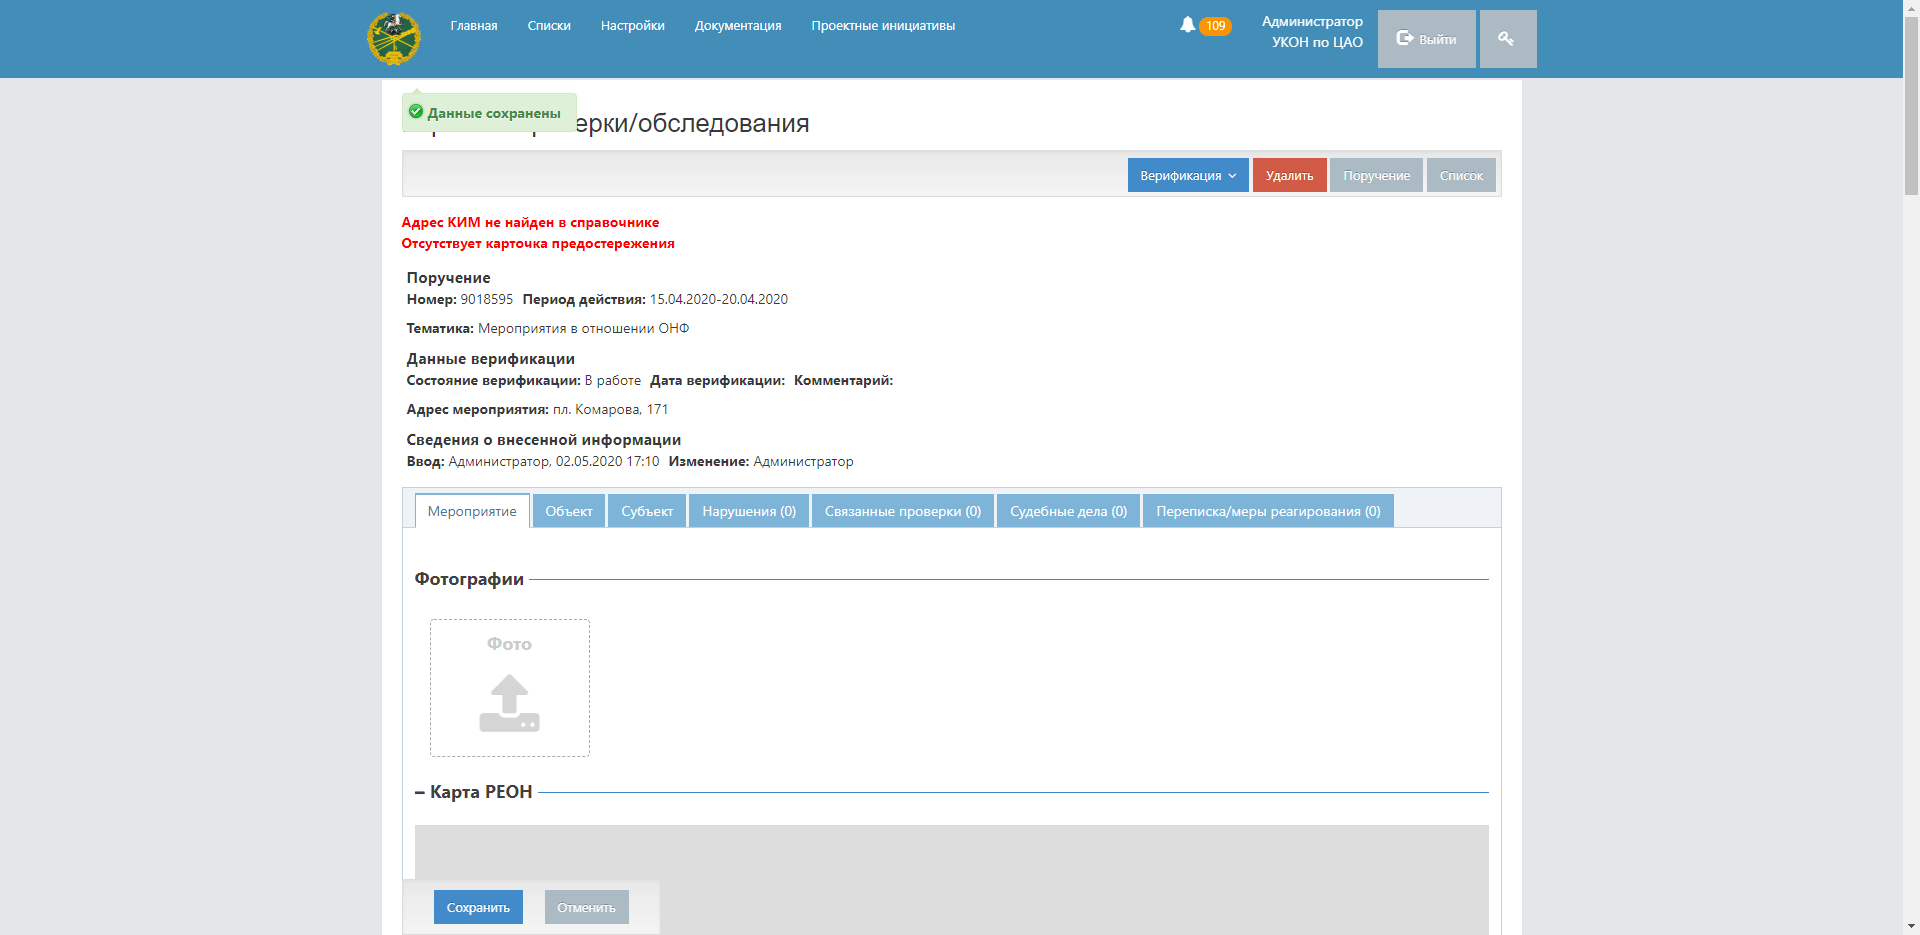 Главная Списки Настройки Документация Проектные инициативы 109 Администратор УКОН по ЦАО Выйти
Данные сохранены
ерки/обследования
Верификация Удалить Поручение Список
Адрес КИМ не найден в справочнике
Отсутствует карточка предостережения
Поручение
Номер: 9018595 Период действия: 15.04.2020-20.04.2020
Тематика: Мероприятия в отношении ОНФ
Данные верификации
Состояние верификации: В работе Дата верификации: Комментарий:
Адрес мероприятия: пл. Комарова, 171
Сведения о внесенной информации
Ввод: Администратор, 02.05.2020 17:10 Изменение: Администратор
Мероприятие Объект Субъект Нарушения (0) Связанные проверки (0) Судебные дела (0) Переписка/меры реагирования (0)
Фотографии
Фото
– Карта РЕОН
Сохранить Отменить